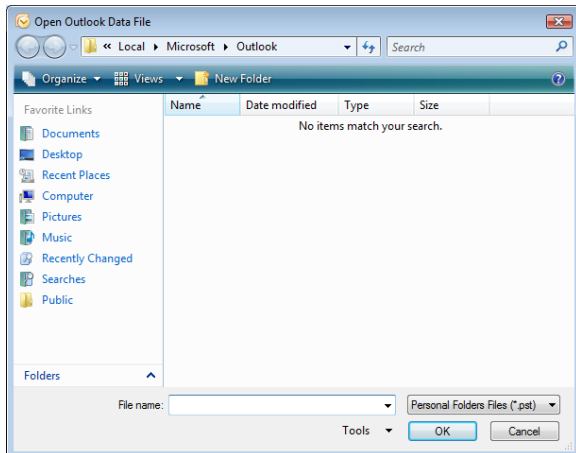 Open Outlook Data File
« Local Microsoft Outlook Search
Organize Views New Folder
Favorite Links
Documents
Desktop
Recent Places
Computer
Pictures
Music
Recently Changed
Searches
Public
Folders
Name Date modified Type Size
No items match your search.
File name: Personal Folders Files (*.pst)
Tools OK Cancel